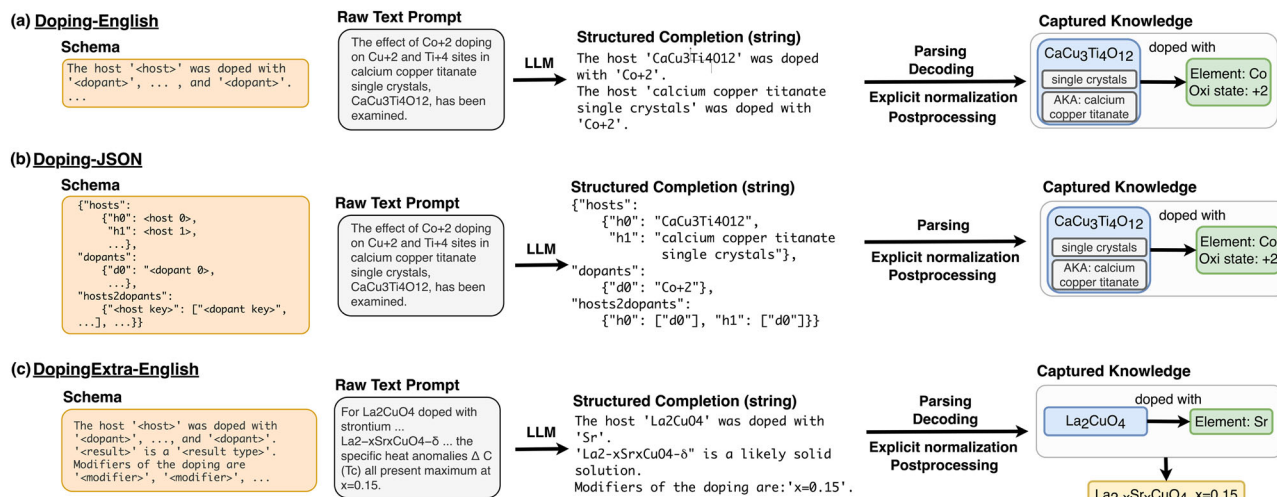 (a) Doping-English
Schema
The host '<host>' was doped with
'<dopant>', ... , and '<dopant>'.
...
Raw Text Prompt
The effect of Co+2 doping
on Cu+2 and Ti+4 sites in
calcium copper titanate
single crystals,
CaCu3Ti4O12, has been
examined.
LLM
Structured Completion (string)
The host 'CaCu3Ti4O12' was doped
with 'Co+2'.
The host 'calcium copper titanate
single crystals' was doped with
'Co+2'.
Parsing
Decoding
Explicit normalization
Postprocessing
Captured Knowledge
CaCu3Ti4O12
single crystals
AKA: calcium
copper titanate
doped with
Element: Co
Oxi state: +2
(b) Doping-JSON
Schema
{"hosts":
{"h0": <host 0>,
"h1": <host 1>,
...},
"dopants":
{"d0": "<dopant 0>,
...},
"hosts2dopants":
{"<host key>": ["<dopant key>",
...], ...}}
Raw Text Prompt
The effect of Co+2 doping
on Cu+2 and Ti+4 sites in
calcium copper titanate
single crystals,
CaCu3Ti4O12, has been
examined.
LLM
Structured Completion (string)
{"hosts":
{"h0": "CaCu3Ti4O12",
"h1": "calcium copper titanate
single crystals"},
"dopants":
{"d0": "Co+2"},
"hosts2dopants":
{"h0": ["d0"], "h1": ["d0"]}}
Parsing
Explicit normalization
Postprocessing
Captured Knowledge
CaCu3Ti4O12
single crystals
AKA: calcium
copper titanate
doped with
Element: Co
Oxi state: +2
(c) DopingExtra-English
Schema
The host '<host>' was doped with
'<dopant>', ..., and '<dopant>'.
'<result>' is a '<result type>'.
Modifiers of the doping are
'<modifier>', '<modifier>', ...
Raw Text Prompt
For La2CuO4 doped with
strontium ...
La2-xSrxCuO4-δ ... the
specific heat anomalies Δ C
(Tc) all present maximum at
x=0.15.
LLM
Structured Completion (string)
The host 'La2CuO4' was doped with
'Sr'.
'La2-xSrxCuO4-δ" is a likely solid
solution.
Modifiers of the doping are:'x=0.15'.
Parsing
Decoding
Explicit normalization
Postprocessing
Captured Knowledge
doped with
La2CuO4
Element: Sr
La2-xSrxCuO4, x=0.15